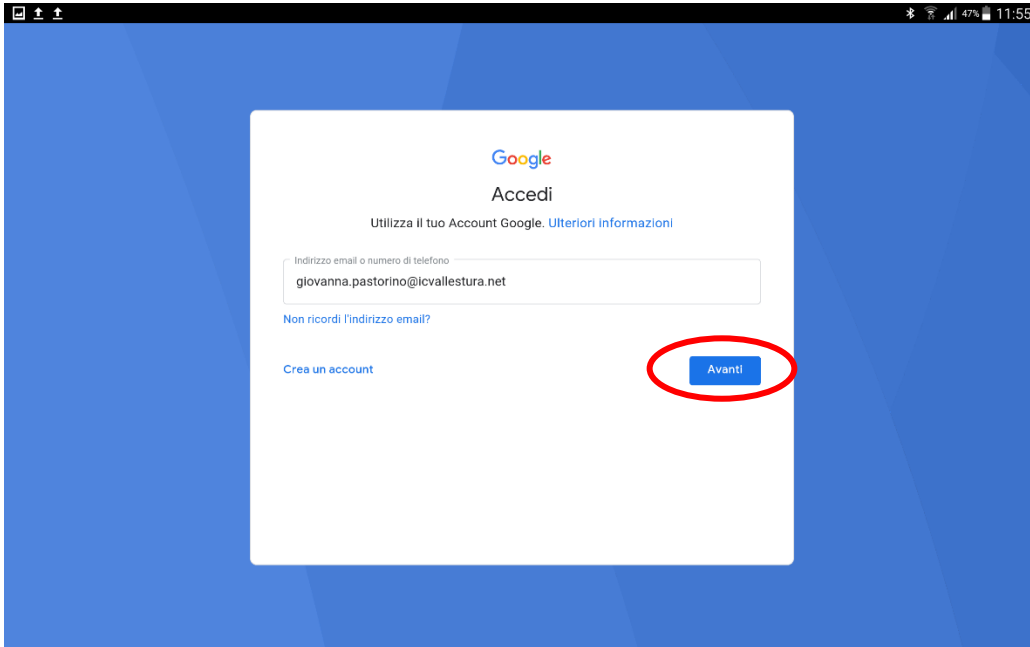 47% 11:55
Google
Accedi
Utilizza il tuo Account Google. Ulteriori informazioni
Indirizzo email o numero di telefono
giovanna.pastorino@icvallestura.net
Non ricordi l'indirizzo email?
Crea un account
Avanti